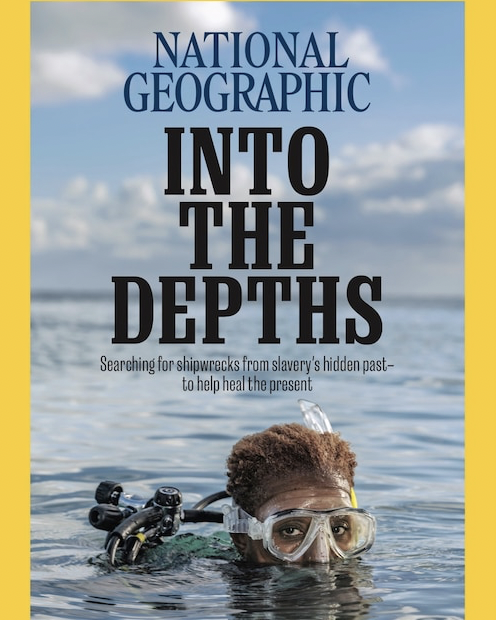 NATIONAL
GEOGRAPHIC
INTO
THE
DEPTHS
Searching for shipwrecks from slavery's hidden past–
to help heal the present